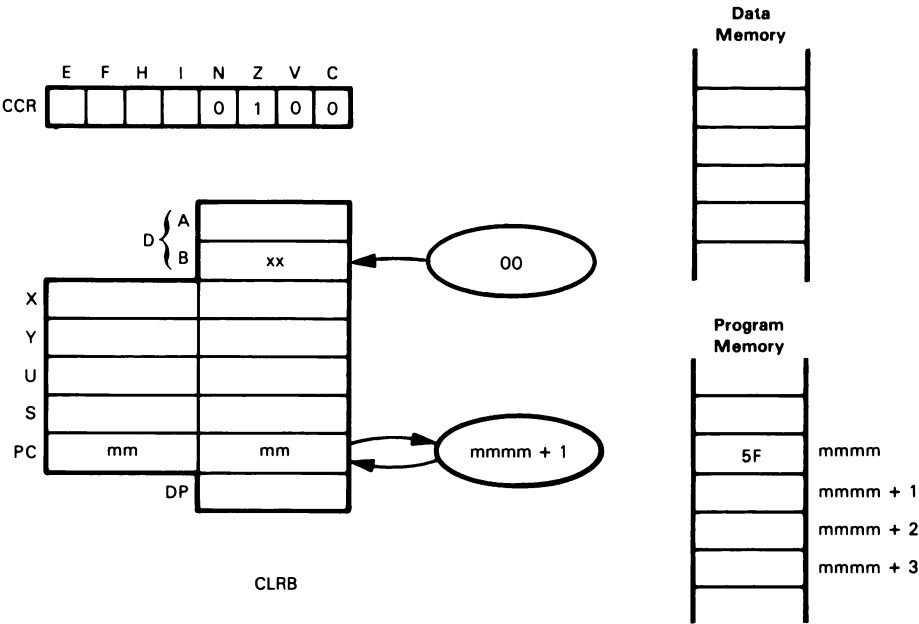 Data
Memory
E F H I N Z V C
CCR 0 1 0 0
D { A
B xx 00
X
Y
U
S
PC mm mm mmmm + 1
DP
CLRB
Program
Memory
5F mmmm
mmmm + 1
mmmm + 2
mmmm + 3